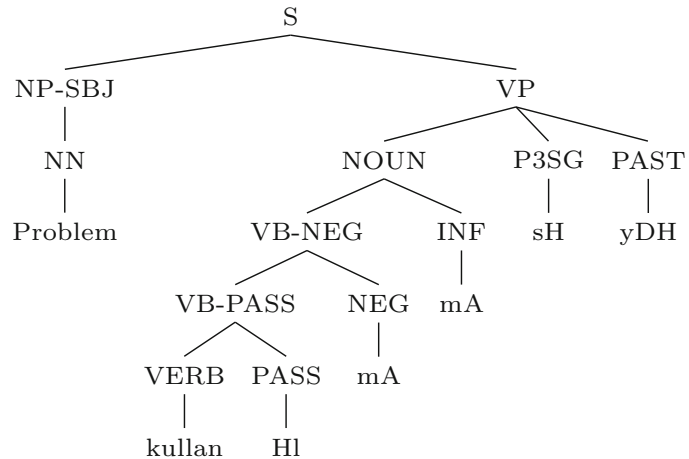 S
NP-SBJ VP
NN NOUN P3SG PAST
Problem VB-NEG INF sH yDH
VB-PASS NEG mA
VERB PASS mA
kullan Hl